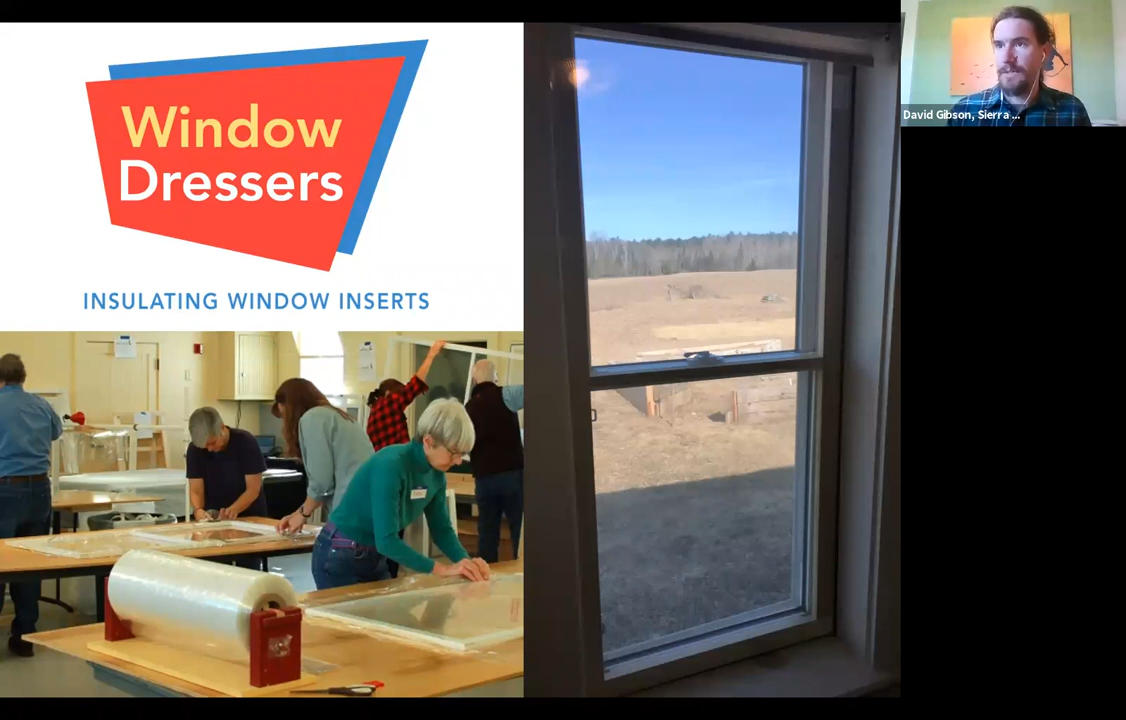 Window
Dressers
INSULATING WINDOW INSERTS
David Gibson, Sierra ...